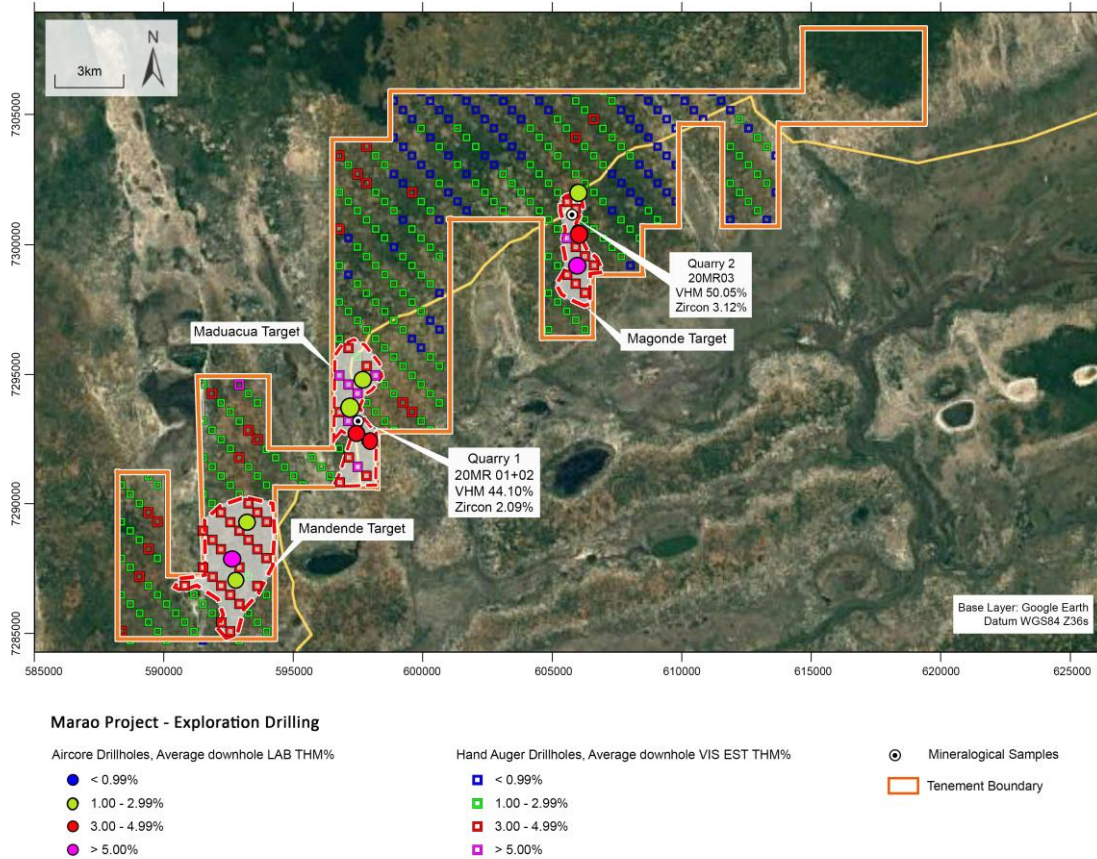 N
3km
7305000
7300000
7295000
7290000
7285000
Quarry 2
20MR03
VHM 50.05%
Zircon 3.12%
Maduacua Target
Magonde Target
Quarry 1
20MR 01+02
VHM 44.10%
Zircon 2.09%
Mandende Target
Base Layer: Google Earth
Datum WGS84 Z36s
585000 590000 595000 600000 605000 610000 615000 620000 625000
Marao Project - Exploration Drilling
Aircore Drillholes, Average downhole LAB THM%
< 0.99%
1.00 - 2.99%
3.00 - 4.99%
> 5.00%
Hand Auger Drillholes, Average downhole VIS EST THM%
< 0.99%
1.00 - 2.99%
3.00 - 4.99%
> 5.00%
Mineralogical Samples
Tenement Boundary